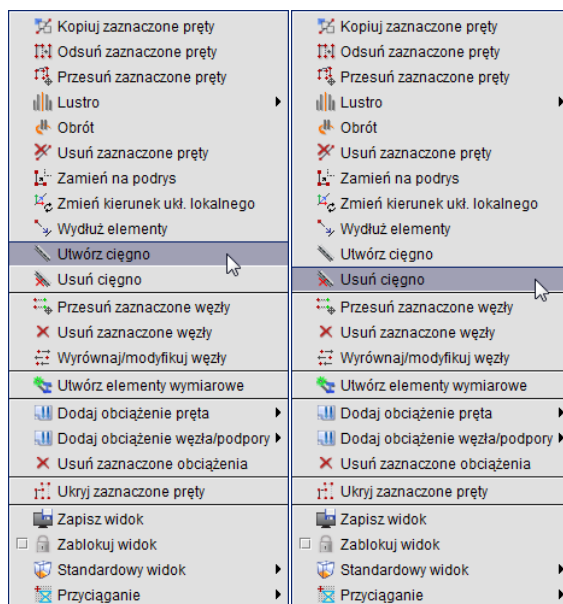 Kopiuj zaznaczone pręty
Odsuń zaznaczone pręty
Przesuń zaznaczone pręty
Lustro
Obrót
Usuń zaznaczone pręty
Zamień na podrys
Zmień kierunek ukł. lokalnego
Wydłuż elementy
Utwórz cięgno
Usuń cięgno
Przesuń zaznaczone węzły
Usuń zaznaczone węzły
Wyrównaj/modyfikuj węzły
Utwórz elementy wymiarowe
Dodaj obciążenie pręta
Dodaj obciążenie węzła/podpory
Usuń zaznaczone obciążenia
Ukryj zaznaczone pręty
Zapisz widok
Zablokuj widok
Standardowy widok
Przyciąganie
Kopiuj zaznaczone pręty
Odsuń zaznaczone pręty
Przesuń zaznaczone pręty
Lustro
Obrót
Usuń zaznaczone pręty
Zamień na podrys
Zmień kierunek ukł. lokalnego
Wydłuż elementy
Utwórz cięgno
Usuń cięgno
Przesuń zaznaczone węzły
Usuń zaznaczone węzły
Wyrównaj/modyfikuj węzły
Utwórz elementy wymiarowe
Dodaj obciążenie pręta
Dodaj obciążenie węzła/podpory
Usuń zaznaczone obciążenia
Ukryj zaznaczone pręty
Zapisz widok
Zablokuj widok
Standardowy widok
Przyciąganie